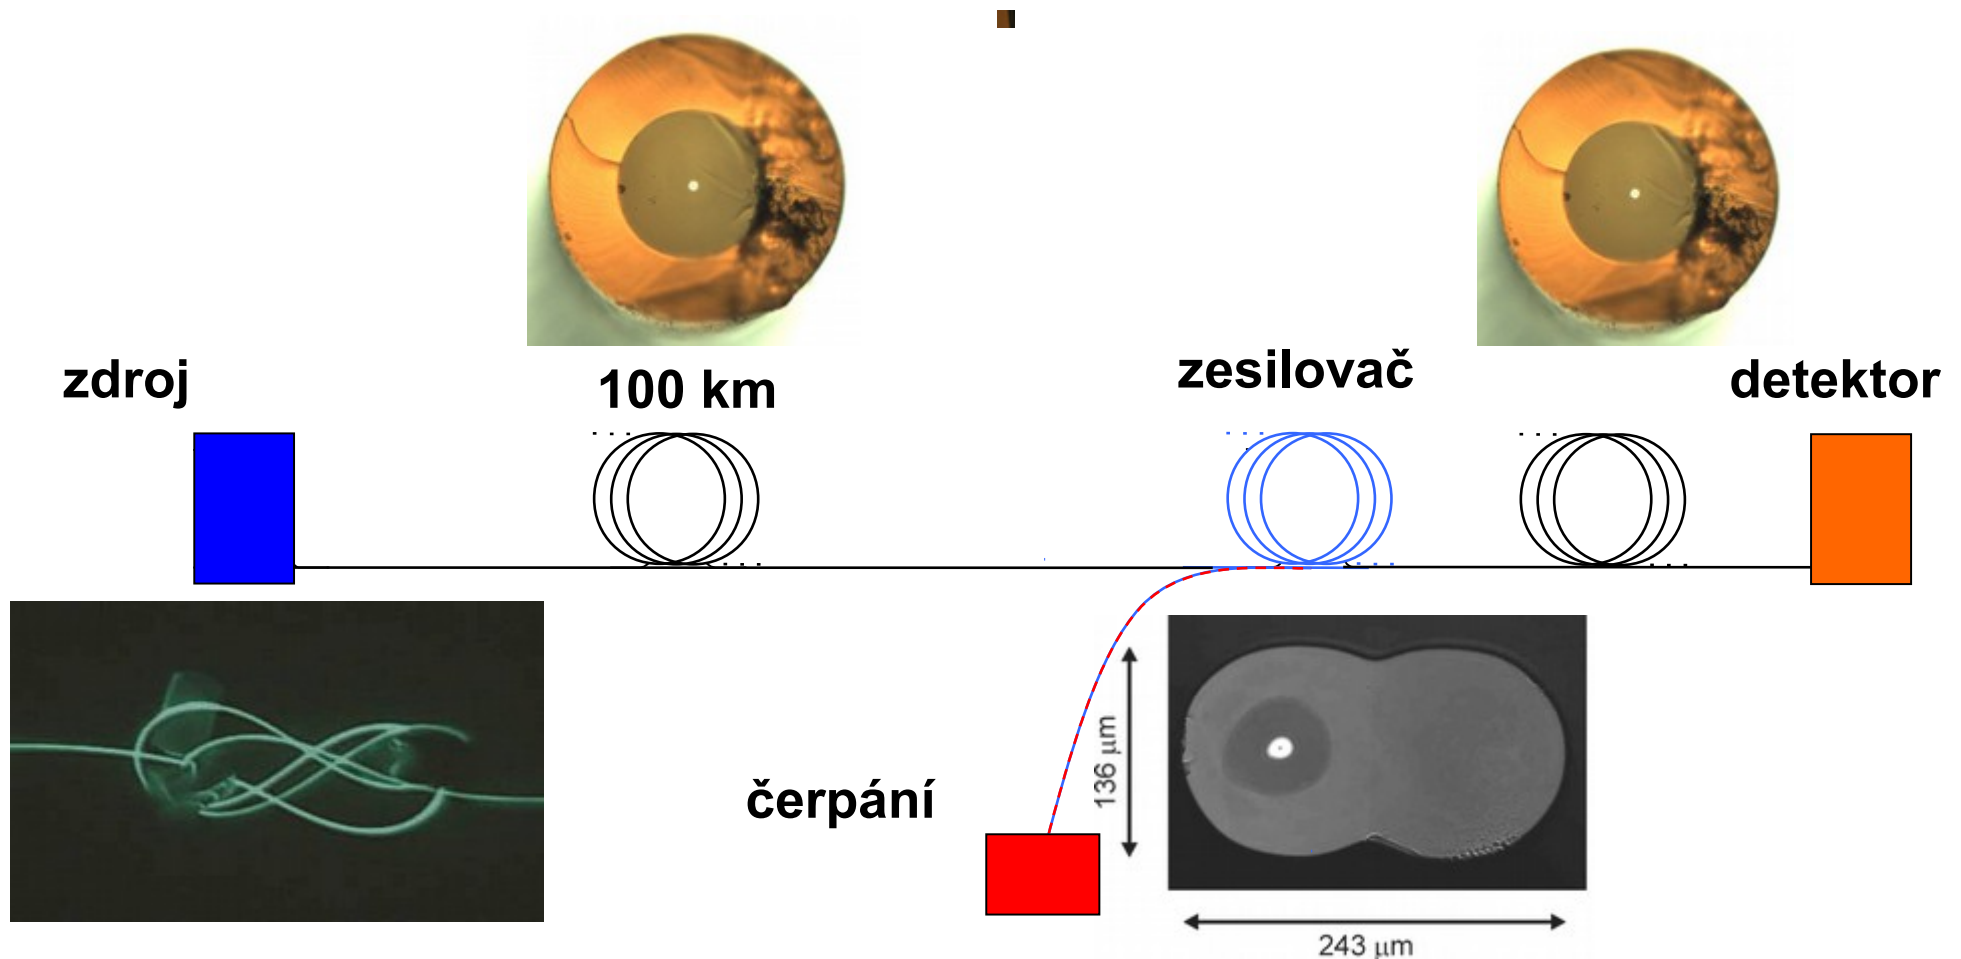 zdroj
100 km
zesilovač
detektor
čerpání
136 μm
243 μm